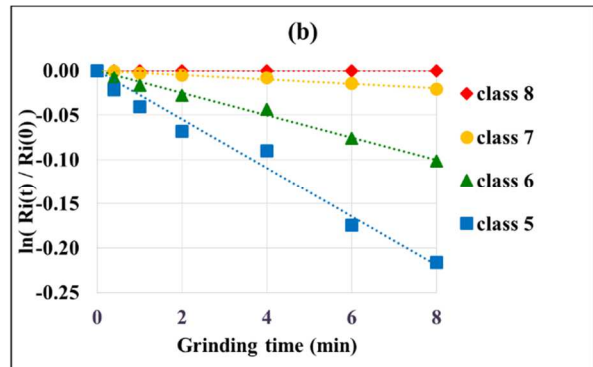 (b)
0.00
-0.05
-0.10
-0.15
-0.20
-0.25
ln( Ri(t) / Ri(0))
0 2 4 6 8
Grinding time (min)
class 8
class 7
class 6
class 5